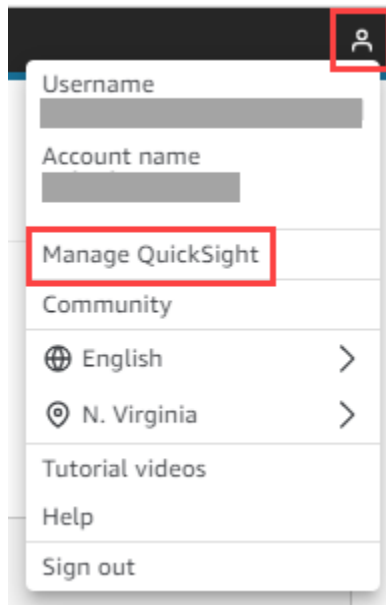 Username
Account name
Manage QuickSight
Community
English
N. Virginia
Tutorial videos
Help
Sign out